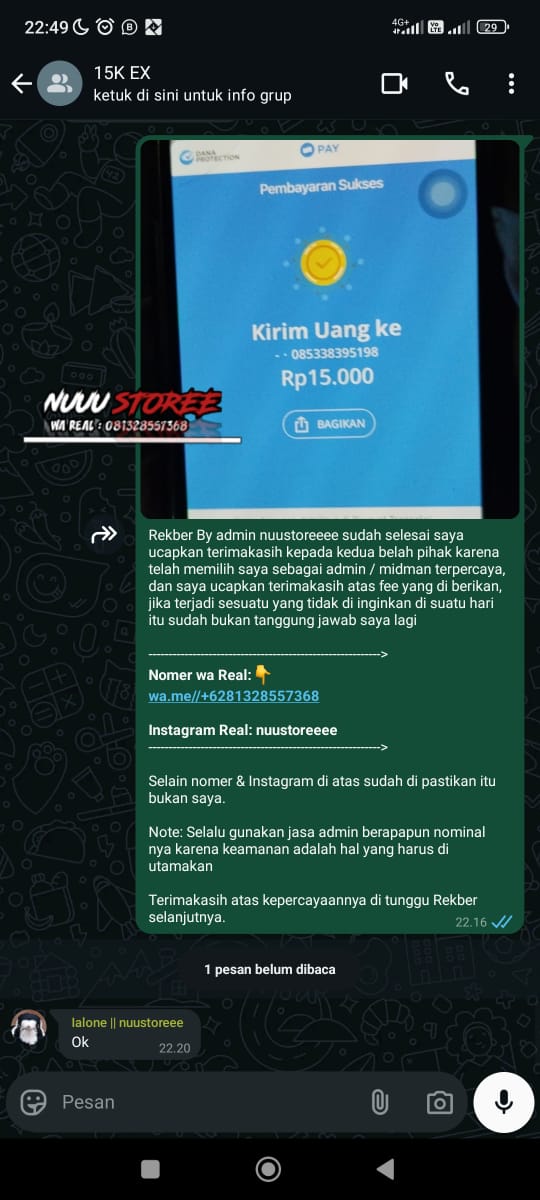 22:49
4G+
Vo
LTE
29
15K EX
ketuk di sini untuk info grup
DANA
PROTECTION
PAY
Pembayaran Sukses
Kirim Uang ke
- - 085338395198
Rp15.000
BAGIKAN
NUUU STOREE
WA REAL : 081328557368
Rekber By admin nuustoreeee sudah selesai saya
ucapkan terimakasih kepada kedua belah pihak karena
telah memilih saya sebagai admin / midman terpercaya,
dan saya ucapkan terimakasih atas fee yang di berikan,
jika terjadi sesuatu yang tidak di inginkan di suatu hari
itu sudah bukan tanggung jawab saya lagi
----------------------------------------------------------->
Nomer wa Real:👇
wa.me//+6281328557368
Instagram Real: nuustoreeee
----------------------------------------------------------->
Selain nomer & Instagram di atas sudah di pastikan itu
bukan saya.
Note: Selalu gunakan jasa admin berapapun nominal
nya karena keamanan adalah hal yang harus di
utamakan
Terimakasih atas kepercayaannya di tunggu Rekber
selanjutnya.
22.16
1 pesan belum dibaca
lalone || nuustoreee
Ok
22.20
Pesan